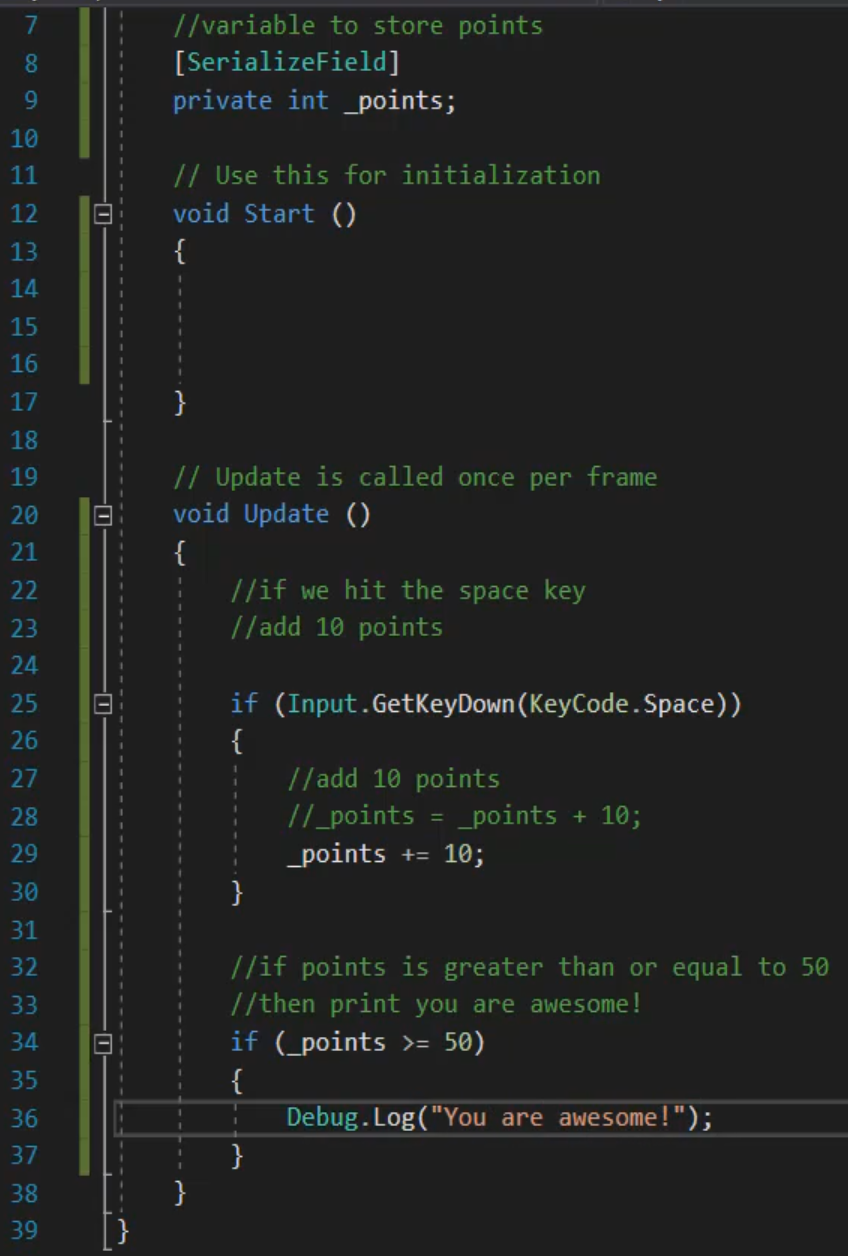 7 //variable to store points
8 [SerializeField]
9 private int _points;
10
11 // Use this for initialization
12 void Start ()
13 {
14
15
16
17 }
18
19 // Update is called once per frame
20 void Update ()
21 {
22 //if we hit the space key
23 //add 10 points
24
25 if (Input.GetKeyDown(KeyCode.Space))
26 {
27 //add 10 points
28 //_points = _points + 10;
29 _points += 10;
30 }
31
32 //if points is greater than or equal to 50
33 //then print you are awesome!
34 if (_points >= 50)
35 {
36 Debug.Log("You are awesome!");
37 }
38 }
39 }